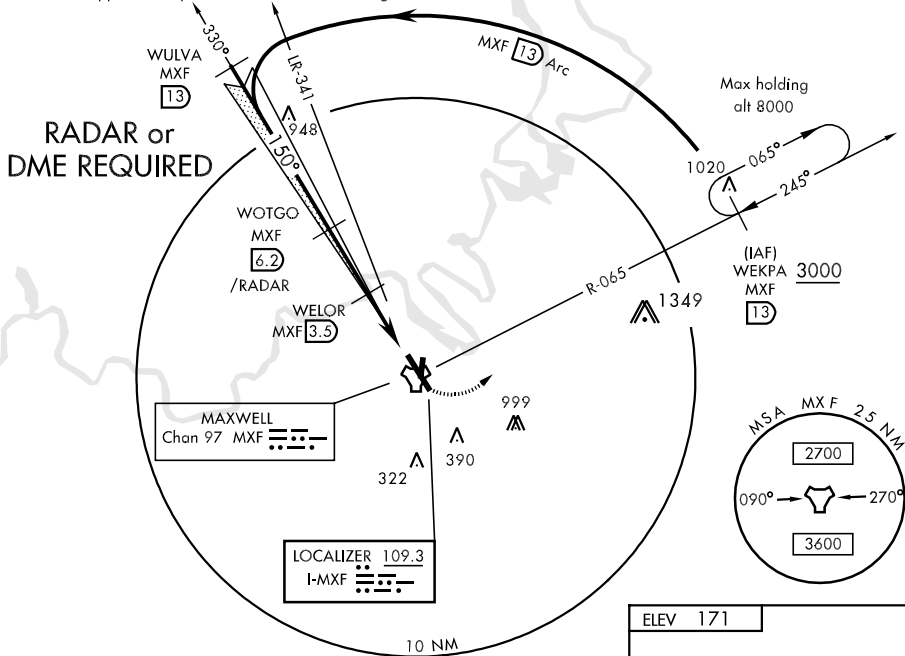 330°
WULVA
MXF
13
LR-341
MXF 13 Arc
Max holding
alt 8000
948
RADAR or
DME REQUIRED
150°
1020
065°
245°
WOTGO
MXF
6.2
/RADAR
(IAF)
WEKPA 3000
MXF
13
R-065
1349
WELOR
MXF 3.5
MAXWELL
Chan 97 MXF
999
390
322
MSA MXF 25 NM
2700
090°
270°
3600
LOCALIZER 109.3
I-MXF
10 NM
ELEV 171